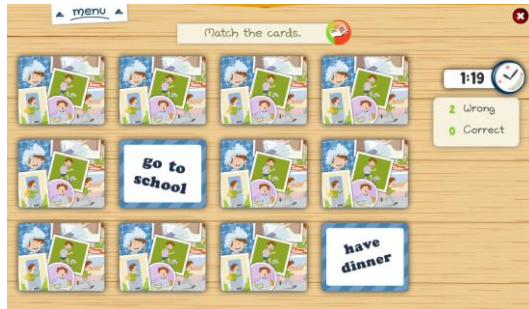 menu
Match the cards.
1:19
2 Wrong
0 Correct
go to
school
have
dinner